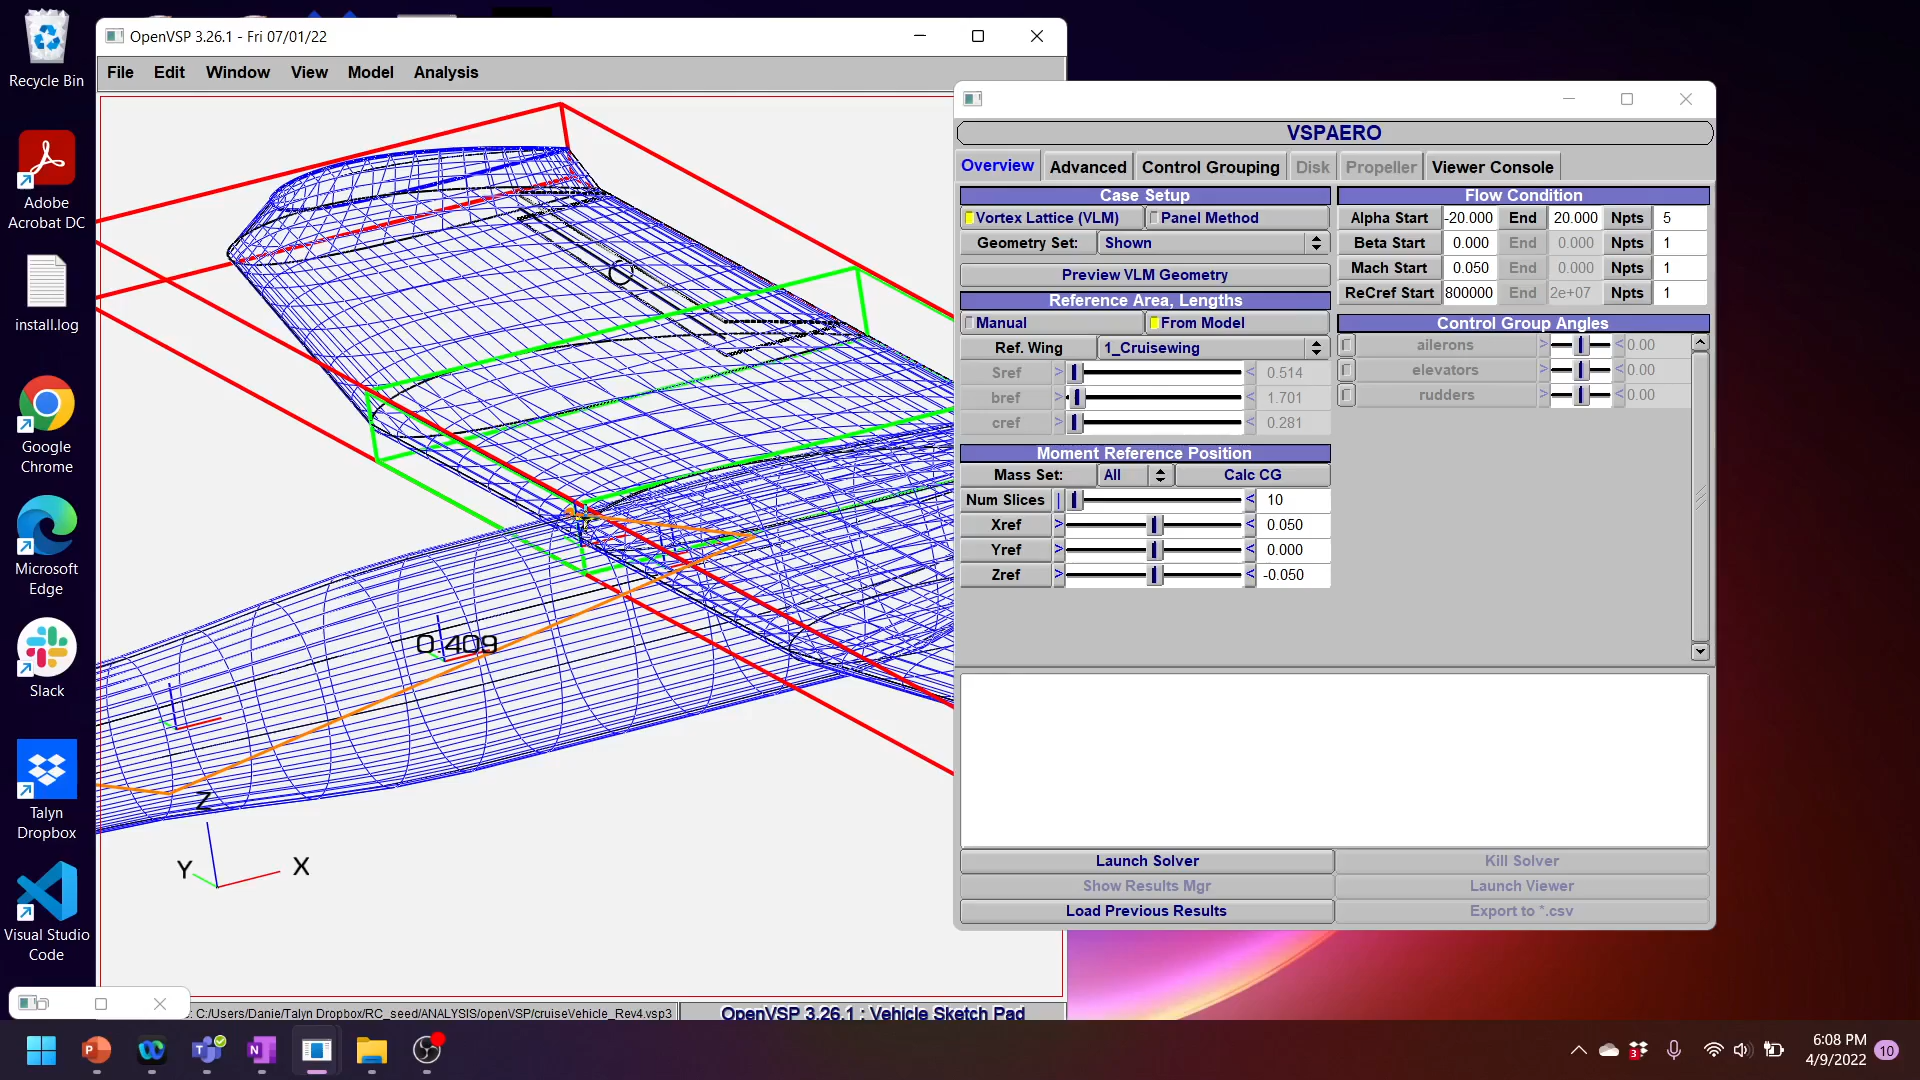 Recycle Bin
Adobe
Acrobat DC
install.log
Google
Chrome
Microsoft
Edge
Slack
Talyn
Dropbox
Visual Studio
Code
OpenVSP 3.26.1 - Fri 07/01/22
File Edit Window View Model Analysis
0.409
Z
Y X
: C:/Users/Danie/Talyn Dropbox/RC_seed/ANALYSIS/openVSP/cruiseVehicle_Rev4.vsp3
OpenVSP 3.26.1 : Vehicle Sketch Pad
VSPAERO
Overview Advanced Control Grouping Disk Propeller Viewer Console
Case Setup
Vortex Lattice (VLM) Panel Method
Geometry Set: Shown
Preview VLM Geometry
Reference Area, Lengths
Manual From Model
Ref. Wing 1_Cruisewing
Sref > < 0.514
bref > < 1.701
cref > < 0.281
Moment Reference Position
Mass Set: All Calc CG
Num Slices | < 10
Xref > < 0.050
Yref > < 0.000
Zref > < -0.050
Flow Condition
Alpha Start -20.000 End 20.000 Npts 5
Beta Start 0.000 End 0.000 Npts 1
Mach Start 0.050 End 0.000 Npts 1
ReCref Start 800000 End 2e+07 Npts 1
Control Group Angles
ailerons > < 0.00
elevators > < 0.00
rudders > < 0.00
Launch Solver Kill Solver
Show Results Mgr Launch Viewer
Load Previous Results Export to *.csv
3
6:08 PM
4/9/2022
10